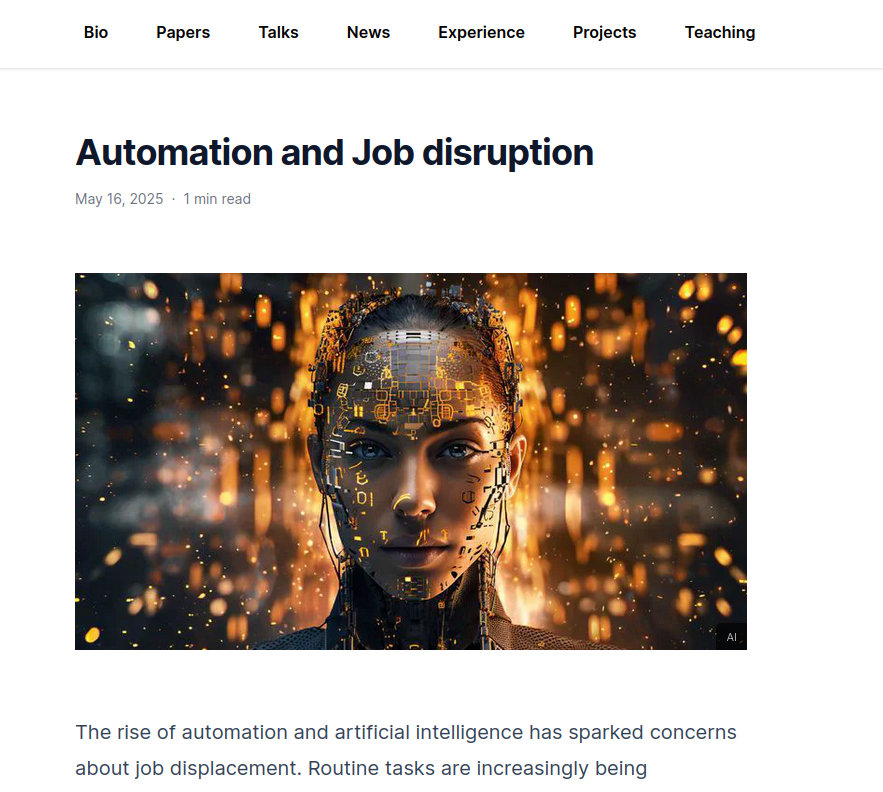 Bio Papers Talks News Experience Projects Teaching
Automation and Job disruption
May 16, 2025 · 1 min read
AI
The rise of automation and artificial intelligence has sparked concerns
about job displacement. Routine tasks are increasingly being